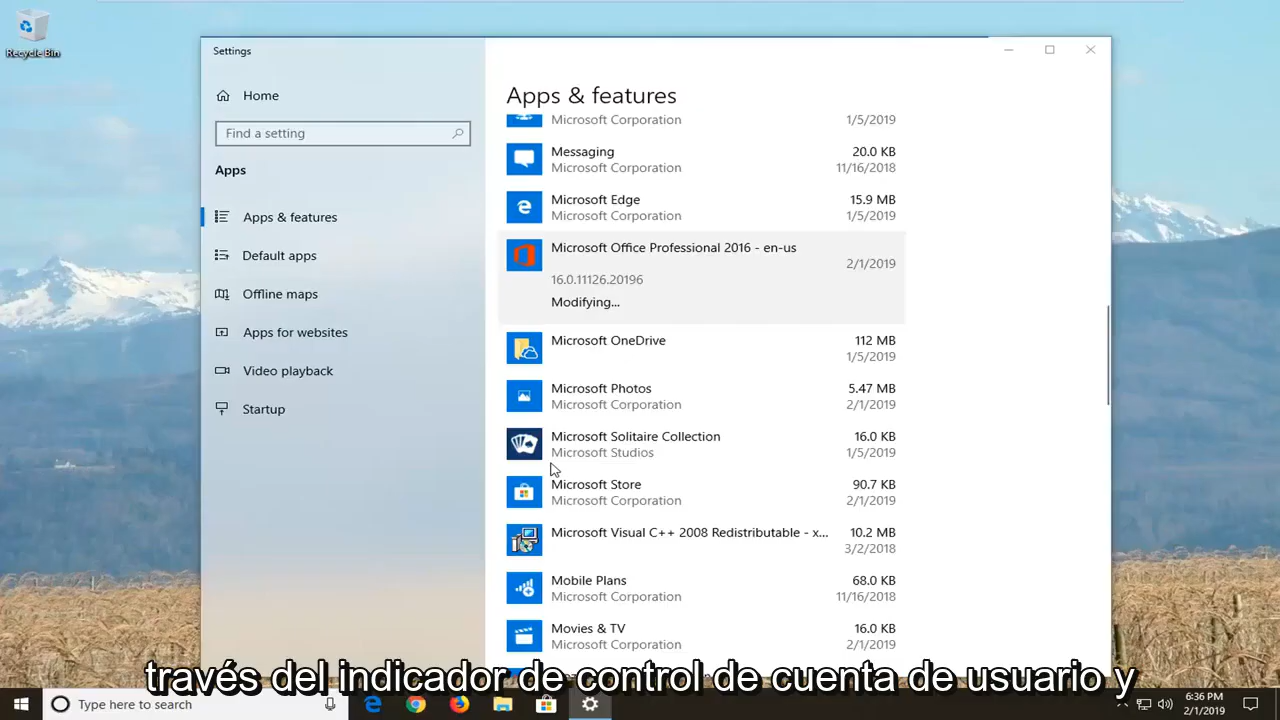 Recycle Bin
Settings
Home
Find a setting
Apps
Apps & features
Default apps
Offline maps
Apps for websites
Video playback
Startup
Apps & features
Microsoft Corporation 1/5/2019
Messaging 20.0 KB
Microsoft Corporation 11/16/2018
Microsoft Edge 15.9 MB
Microsoft Corporation 1/5/2019
Microsoft Office Professional 2016 - en-us
2/1/2019
16.0.11126.20196
Modifying...
Microsoft OneDrive 112 MB
1/5/2019
Microsoft Photos 5.47 MB
Microsoft Corporation 2/1/2019
Microsoft Solitaire Collection 16.0 KB
Microsoft Studios 1/5/2019
Microsoft Store 90.7 KB
Microsoft Corporation 2/1/2019
Microsoft Visual C++ 2008 Redistributable - x... 10.2 MB
3/2/2018
Mobile Plans 68.0 KB
Microsoft Corporation 11/16/2018
Movies & TV 16.0 KB
Microsoft Corporation 2/1/2019
través del indicador de control de cuenta de usuario y
Type here to search
6:36 PM
2/1/2019